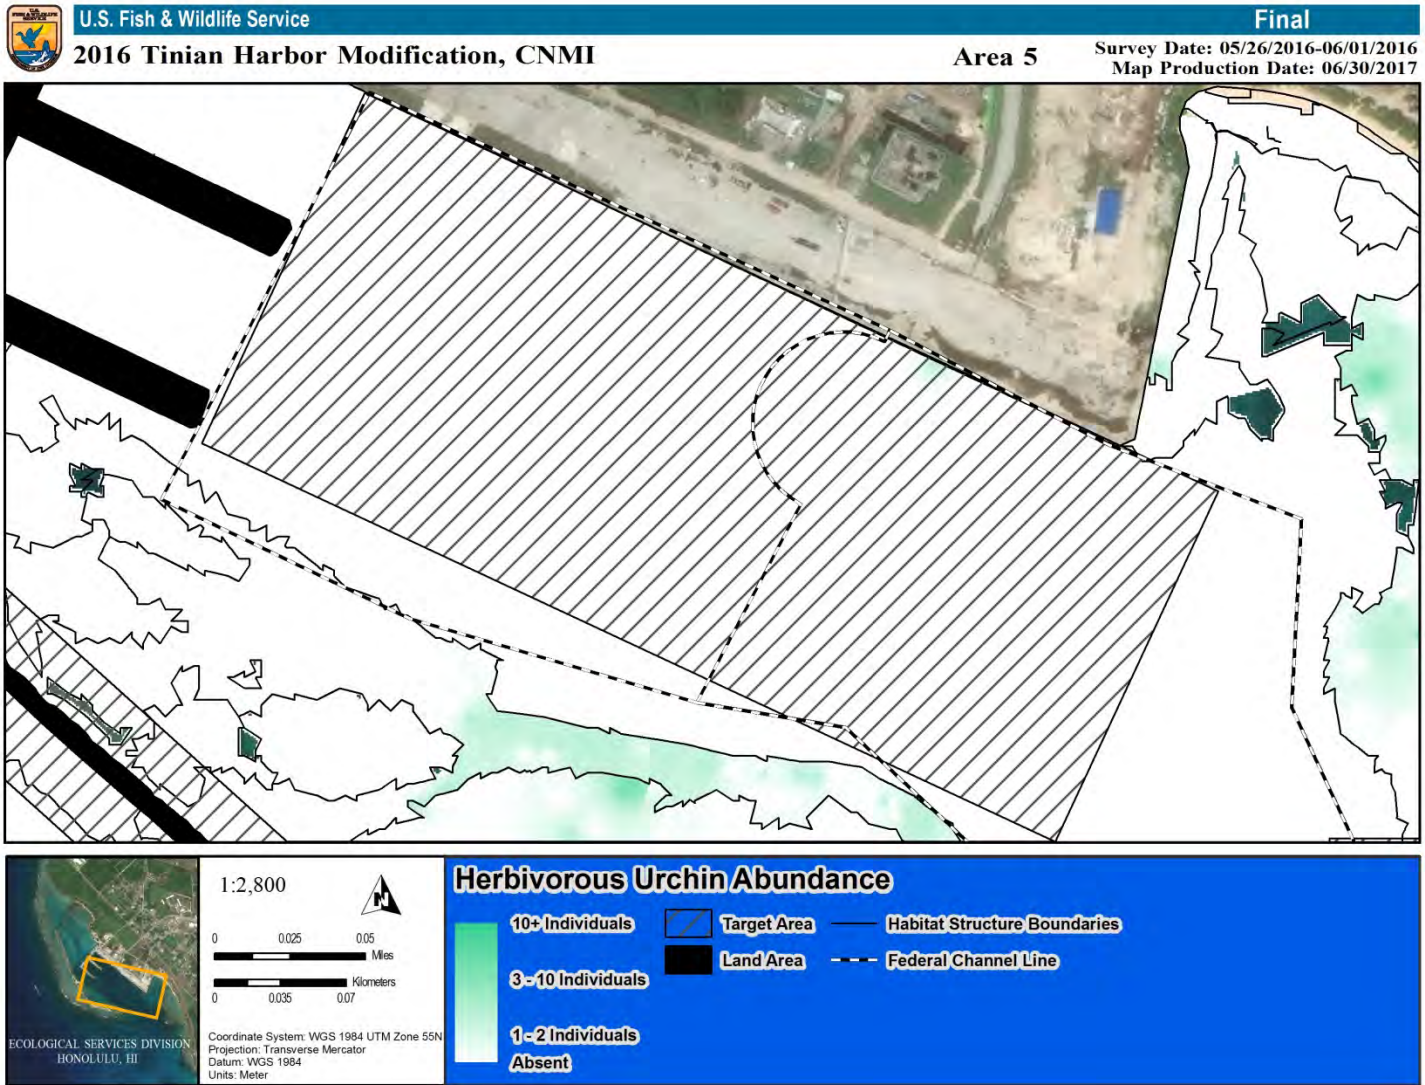 U.S.
FISH & WILDLIFE
SERVICE
U.S. Fish & Wildlife Service
Final
2016 Tinian Harbor Modification, CNMI
Area 5
Survey Date: 05/26/2016-06/01/2016
Map Production Date: 06/30/2017
ECOLOGICAL SERVICES DIVISION
HONOLULU, HI
1:2,800
N
0 0.025 0.05
Miles
Kilometers
0 0.035 0.07
Coordinate System: WGS 1984 UTM Zone 55N
Projection: Transverse Mercator
Datum: WGS 1984
Units: Meter
Herbivorous Urchin Abundance
10+ Individuals
3 - 10 Individuals
1 - 2 Individuals
Absent
Target Area
Land Area
Habitat Structure Boundaries
Federal Channel Line